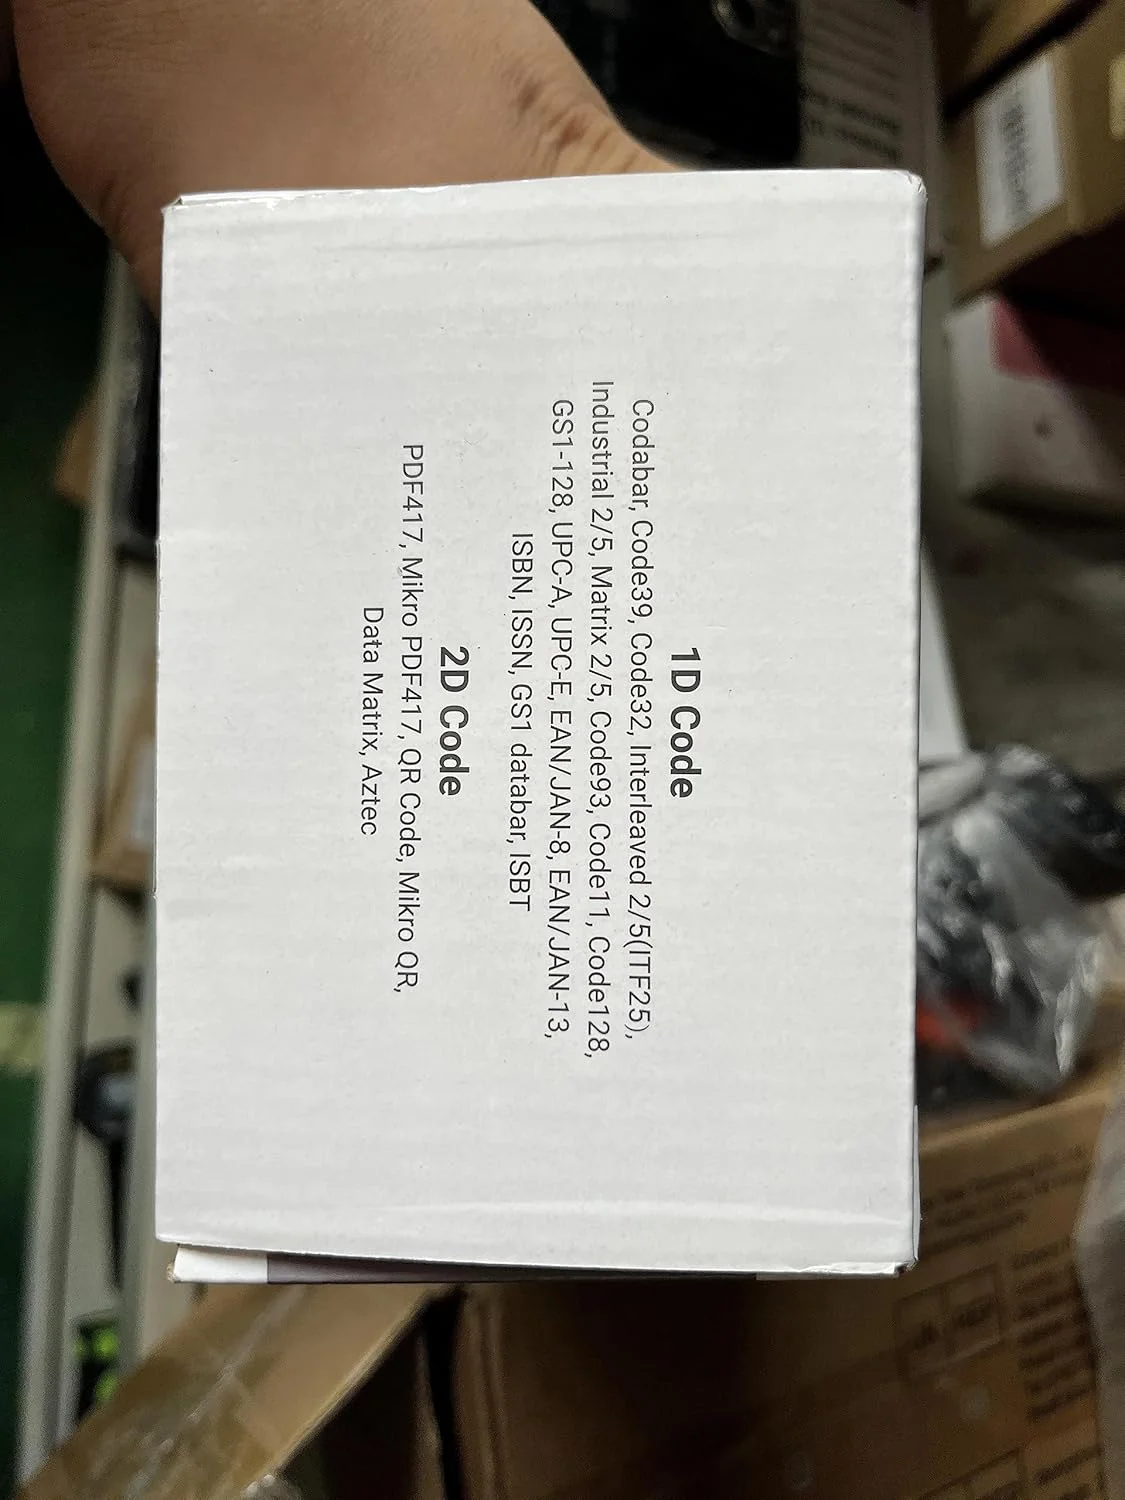 1D Code
Codabar, Code39, Code32, Interleaved 2/5(ITF25),
Industrial 2/5, Matrix 2/5, Code93, Code11, Code128,
GS1-128, UPC-A, UPC-E, EAN/JAN-8, EAN/JAN-13,
ISBN, ISSN, GS1 databar, ISBT
2D Code
PDF417, Mikro PDF417, QR Code, Mikro QR,
Data Matrix, Aztec